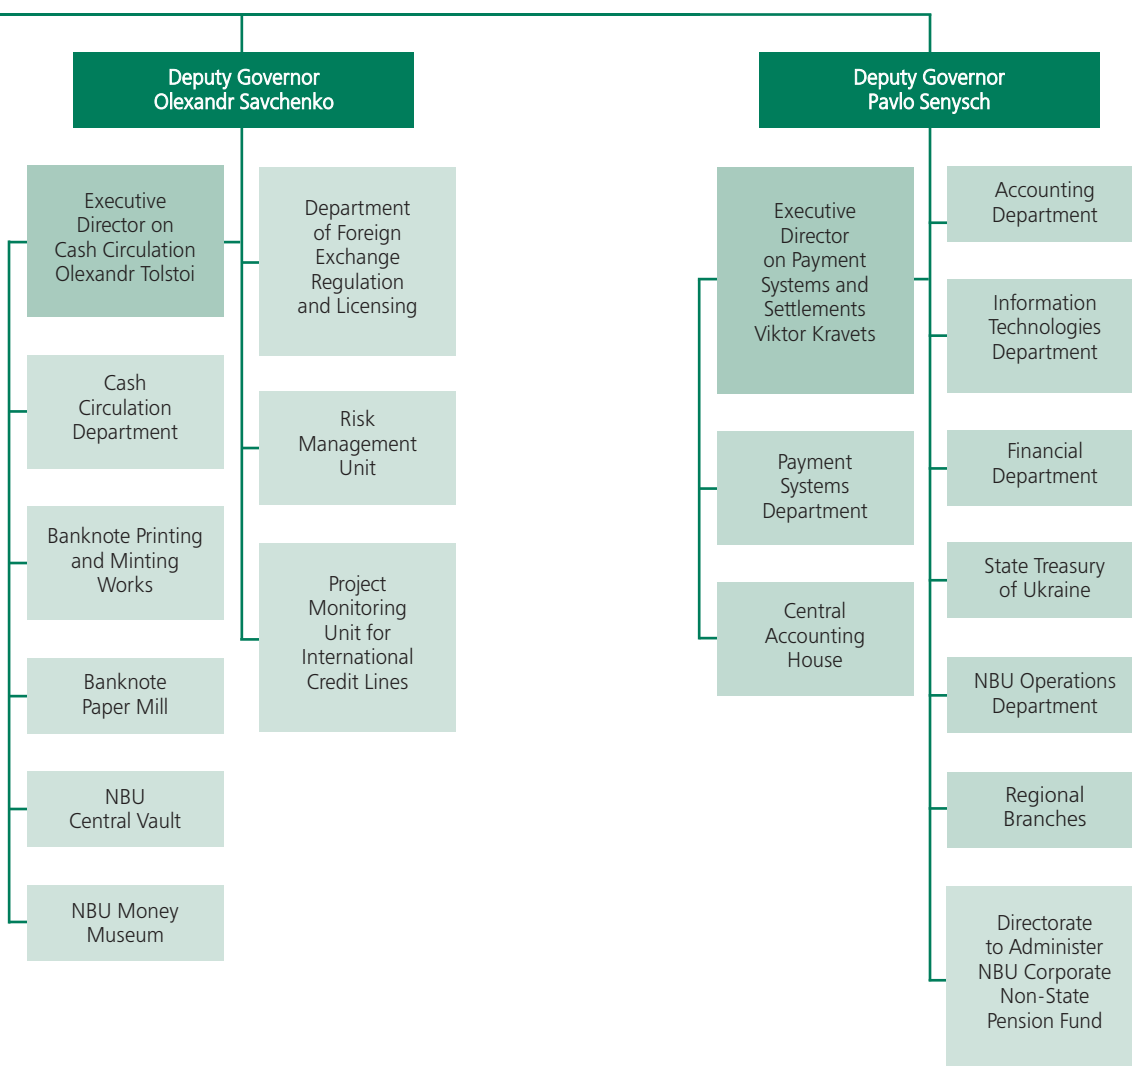 Deputy Governor
Olexandr Savchenko
Executive
Director on
Cash Circulation
Olexandr Tolstoi
Cash
Circulation
Department
Banknote Printing
and Minting
Works
Banknote
Paper Mill
NBU
Central Vault
NBU Money
Museum
Department
of Foreign
Exchange
Regulation
and Licensing
Risk
Management
Unit
Project
Monitoring
Unit for
International
Credit Lines
Deputy Governor
Pavlo Senysch
Executive
Director
on Payment
Systems and
Settlements
Viktor Kravets
Payment
Systems
Department
Central
Accounting
House
Accounting
Department
Information
Technologies
Department
Financial
Department
State Treasury
of Ukraine
NBU Operations
Department
Regional
Branches
Directorate
to Administer
NBU Corporate
Non-State
Pension Fund